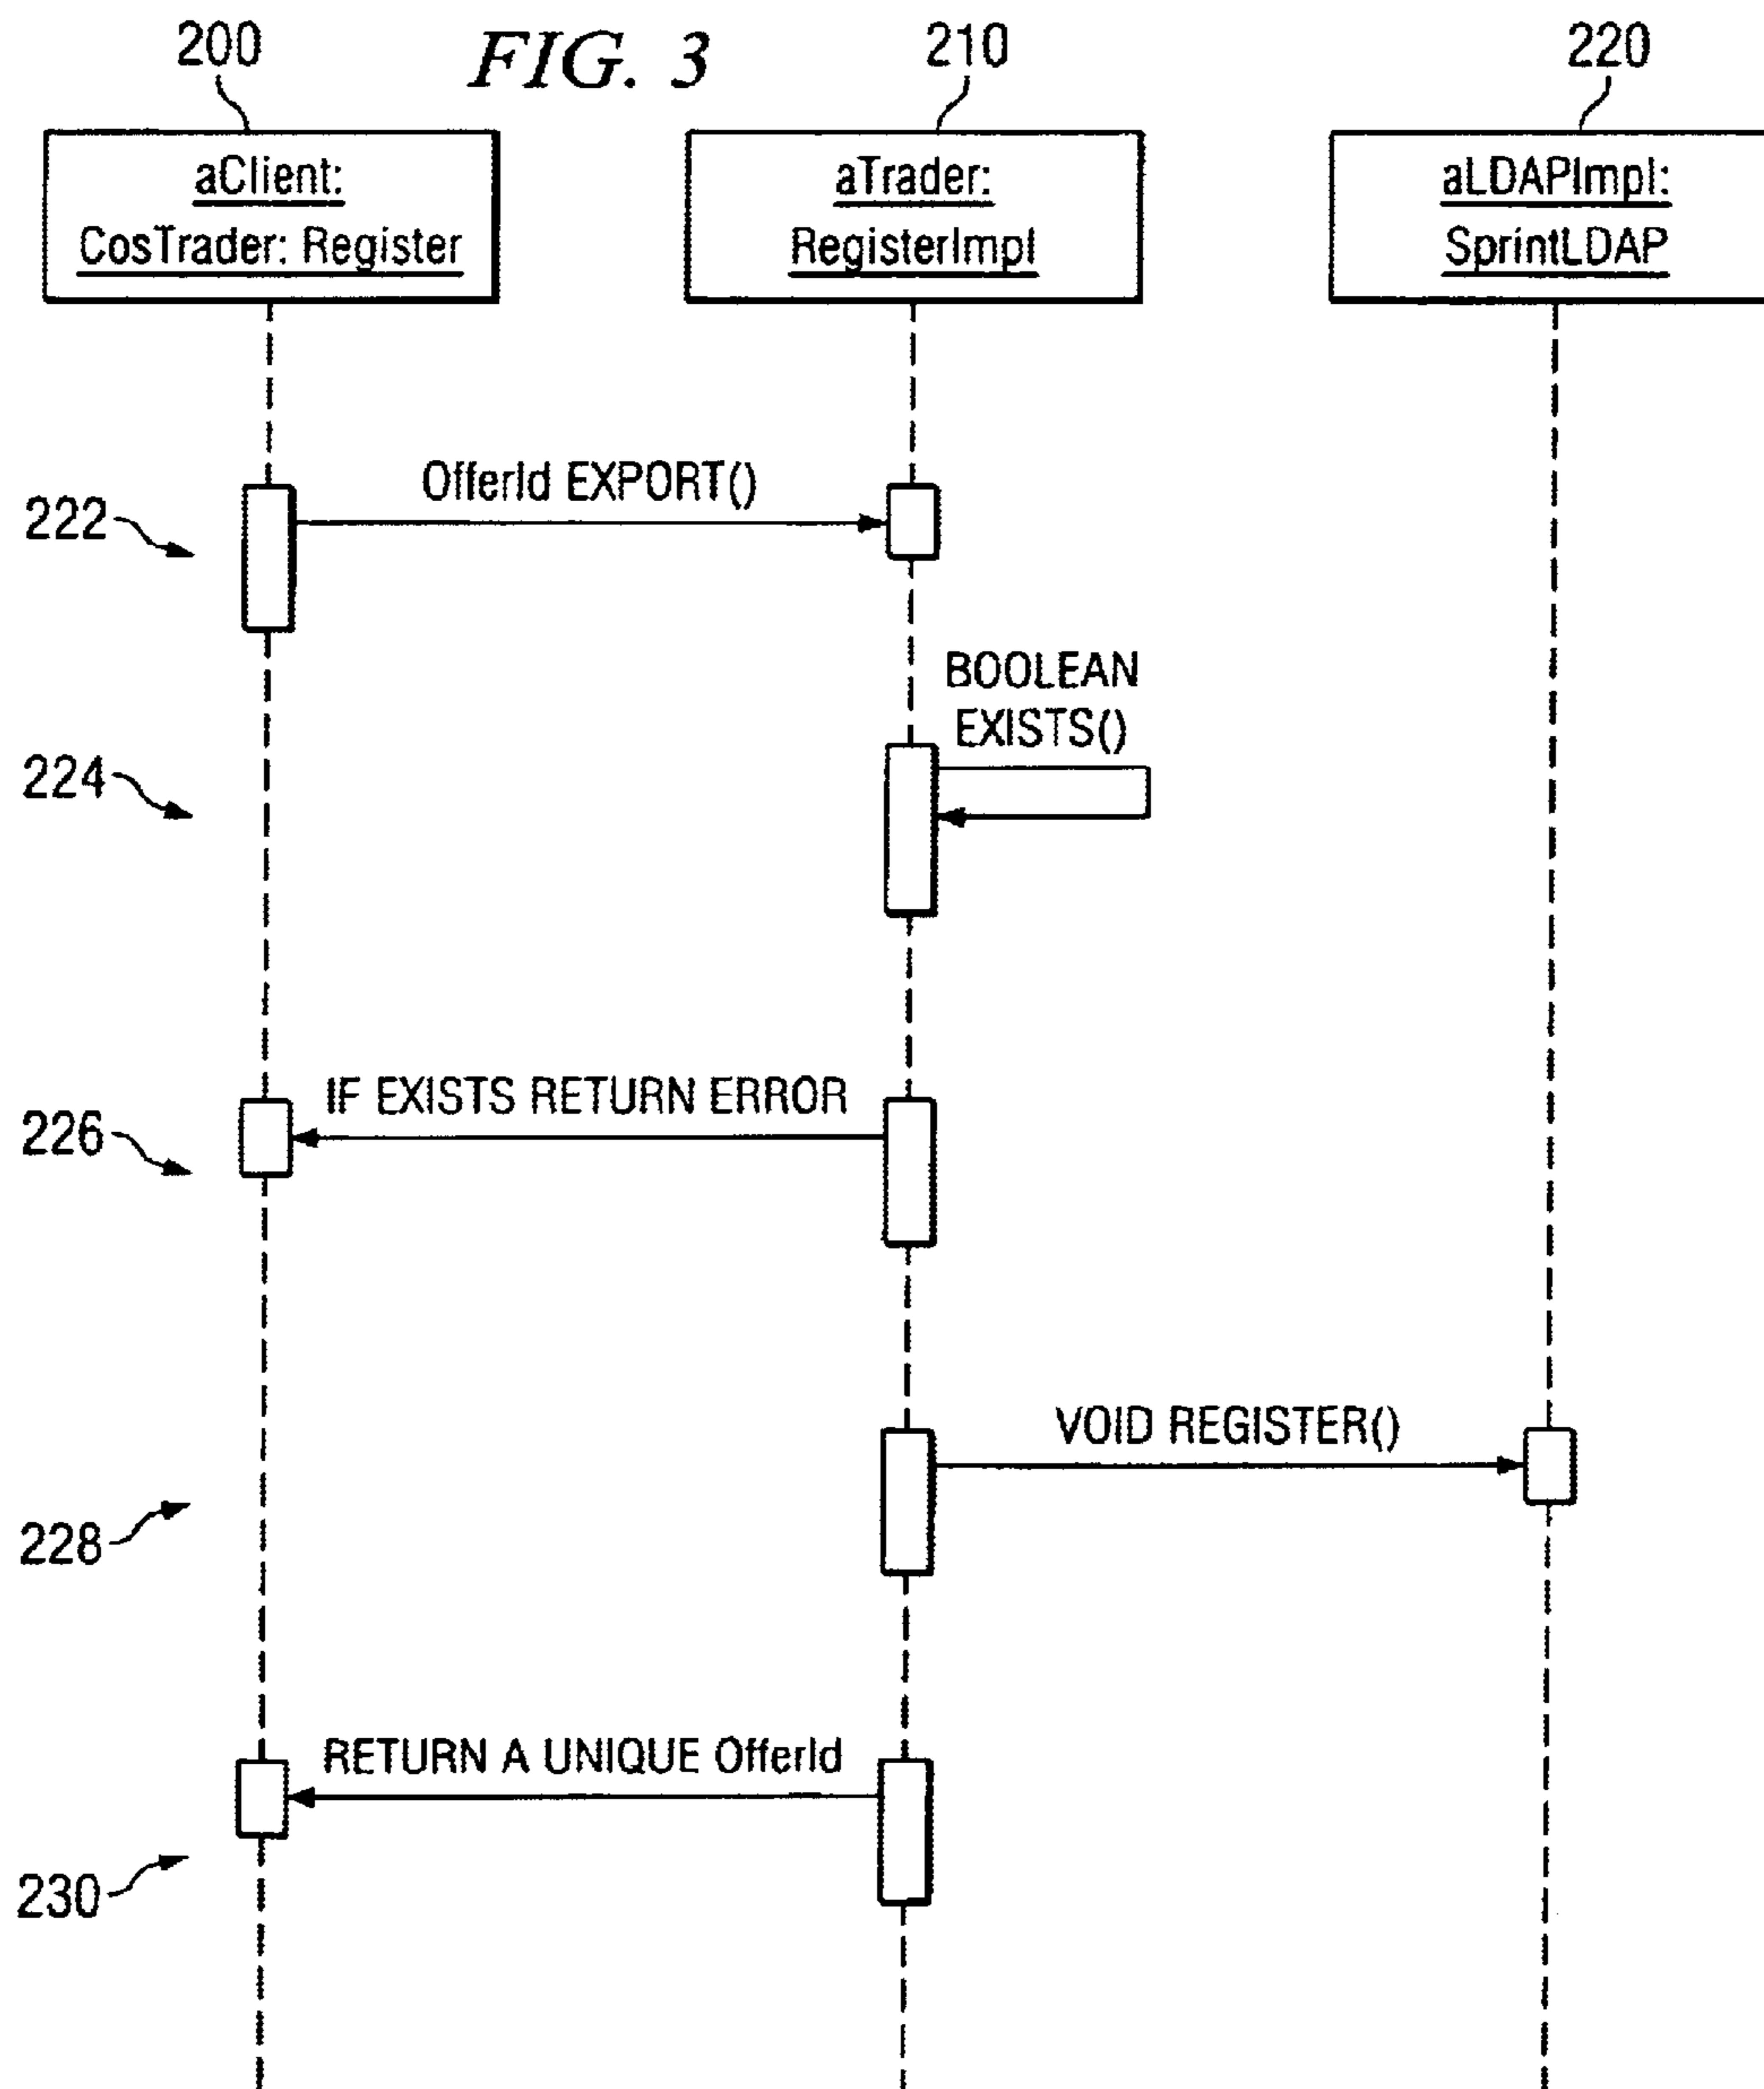 200
FIG. 3
210
220
aClient:
CosTrader: Register
aTrader:
RegisterImpl
aLDAPImpl:
SprintLDAP
222
OfferId EXPORT()
224
BOOLEAN
EXISTS()
226
IF EXISTS RETURN ERROR
228
VOID REGISTER()
230
RETURN A UNIQUE OfferId